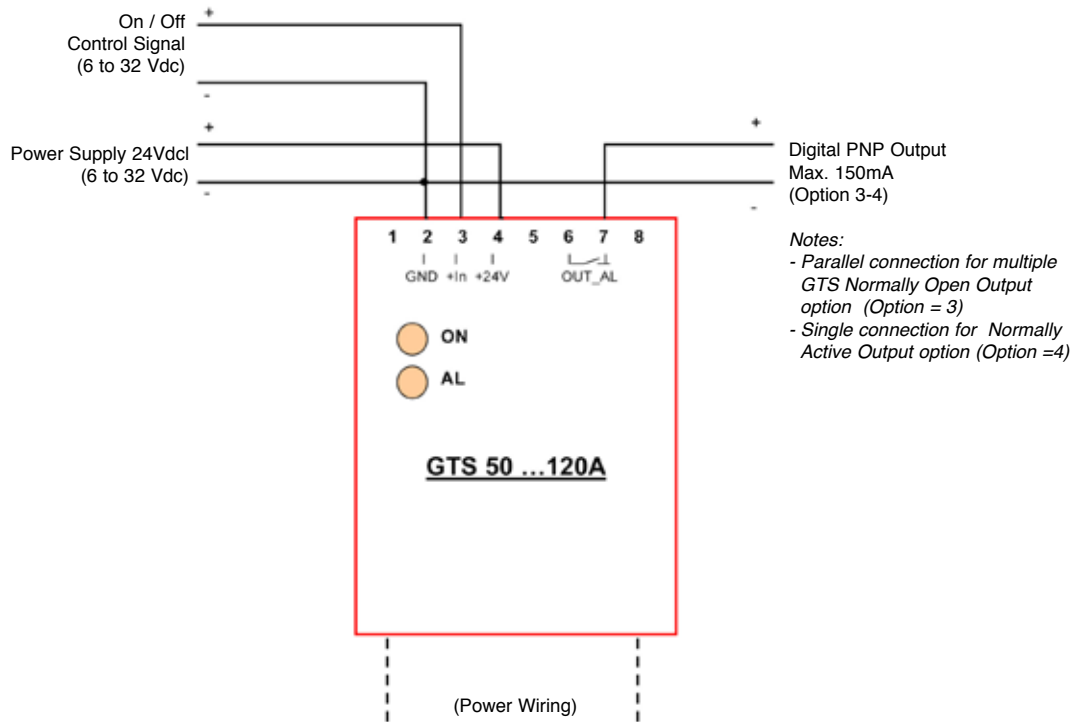 On / Off
Control Signal
(6 to 32 Vdc)
+
-
Power Supply 24Vdcl
(6 to 32 Vdc)
+
-
+
-
Digital PNP Output
Max. 150mA
(Option 3-4)
Notes:
- Parallel connection for multiple
GTS Normally Open Output
option (Option = 3)
- Single connection for Normally
Active Output option (Option =4)
1 2 3 4 5 6 7 8
GND +In +24V OUT_AL
ON
AL
GTS 50 ...120A
(Power Wiring)